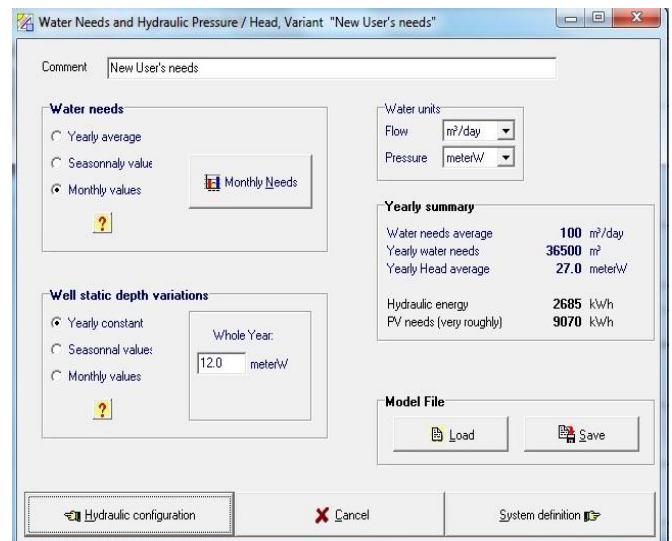 Water Needs and Hydraulic Pressure / Head, Variant "New User's needs"
Comment New User's needs
Water needs
Yearly average
Seasonnaly value
Monthly values
Monthly Needs
?
Water units
Flow m³/day
Pressure meterW
Yearly summary
Water needs average 100 m³/day
Yearly water needs 36500 m³
Yearly Head average 27.0 meterW
Hydraulic energy 2685 kWh
PV needs (very roughly) 9070 kWh
Well static depth variations
Yearly constant
Seasonnal values
Monthly values
?
Whole Year:
12.0 meterW
Model File
Load
Save
Hydraulic configuration
Cancel
System definition